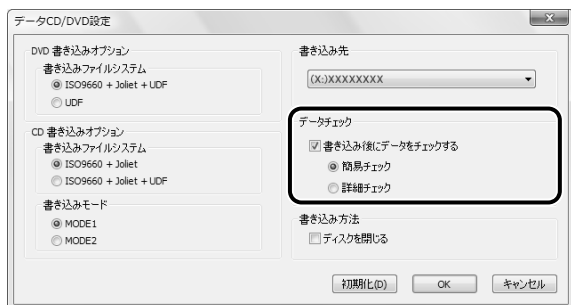 データCD/DVD設定
DVD 書き込みオプション
書き込みファイルシステム
ISO9660 + Joliet + UDF
UDF
CD 書き込みオプション
書き込みファイルシステム
ISO9660 + Joliet
ISO9660 + Joliet + UDF
書き込みモード
MODE1
MODE2
書き込み先
(X:)XXXXXXXX
データチェック
書き込み後にデータをチェックする
簡易チェック
詳細チェック
書き込み方法
ディスクを閉じる
初期化(D)
OK
キャンセル